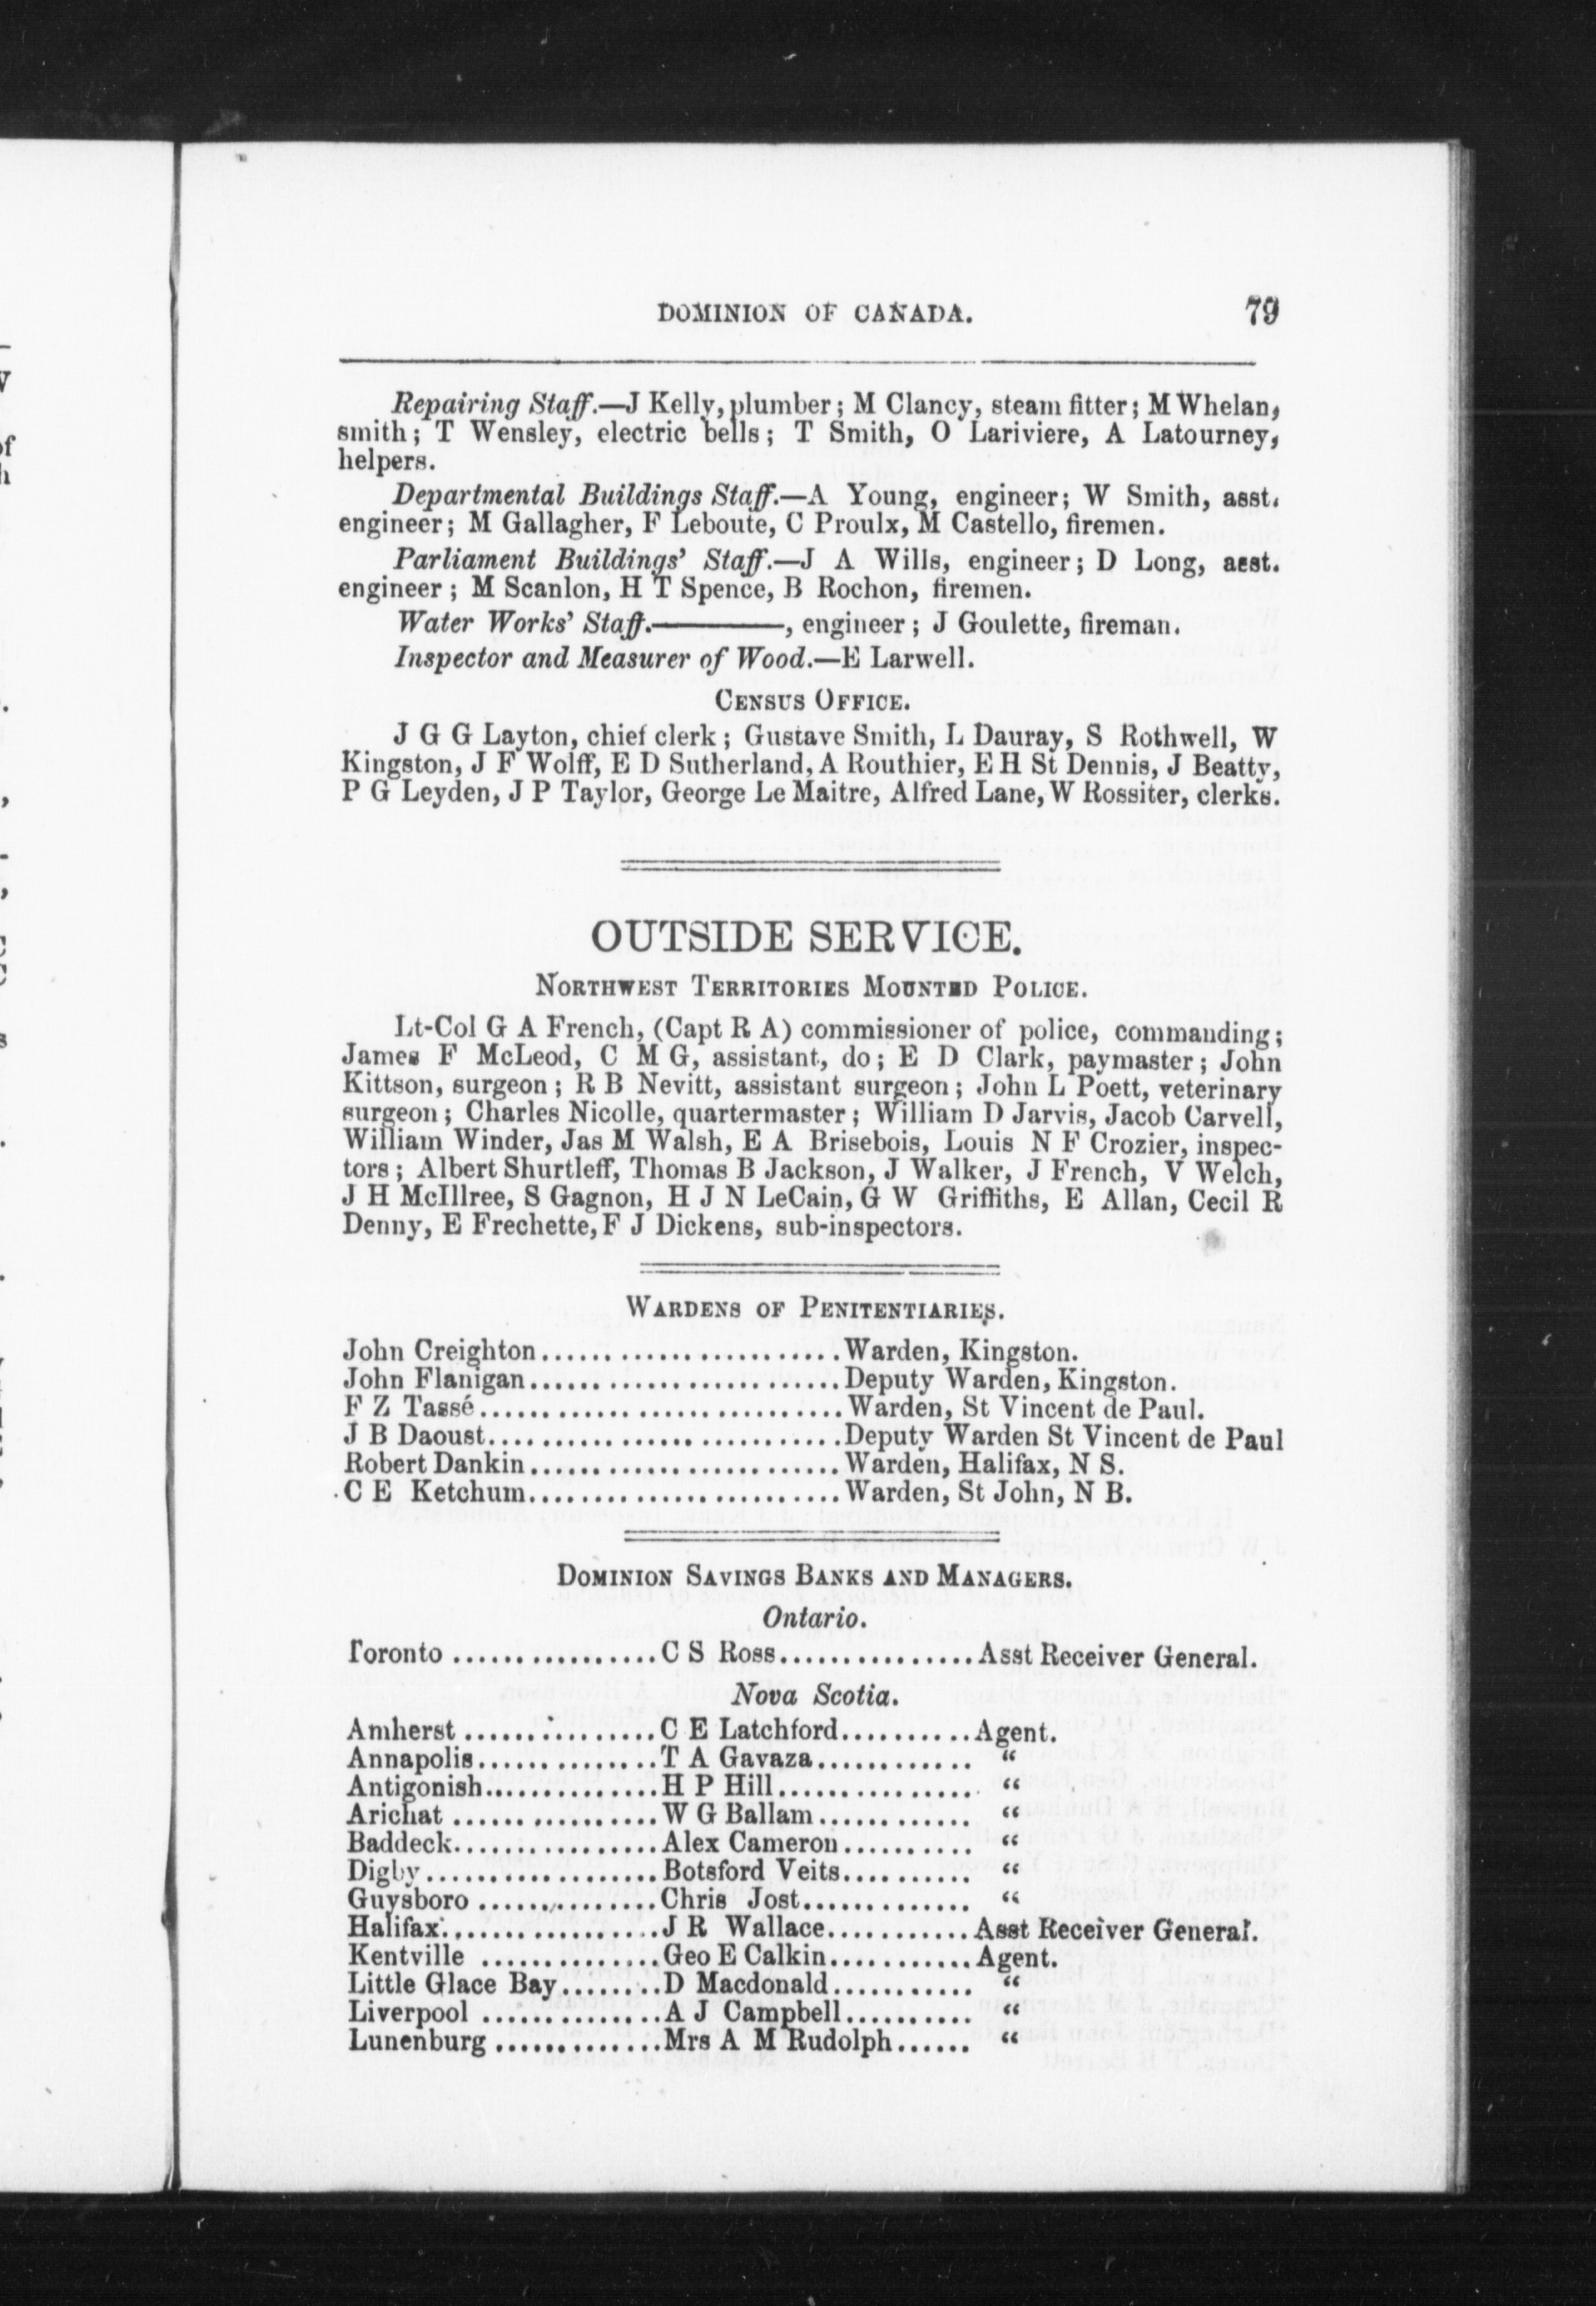 DOMINION OF CANADA. 79
Repairing Staff.—J Kelly, plumber; M Clancy, steam fitter; M Whelan,
smith; T Wensley, electric bells; T Smith, O Lariviere, A Latourney,
helpers.
Departmental Buildings Staff.—A Young, engineer; W Smith, asst.
engineer; M Gallagher, F Leboute, C Proulx, M Castello, firemen.
Parliament Buildings' Staff.—J A Wills, engineer; D Long, asst.
engineer; M Scanlon, H T Spence, B Rochon, firemen.
Water Works' Staff.————, engineer; J Goulette, fireman.
Inspector and Measurer of Wood.—E Larwell.
CENSUS OFFICE.
J G G Layton, chief clerk; Gustave Smith, L Dauray, S Rothwell, W
Kingston, J F Wolff, E D Sutherland, A Routhier, E H St Dennis, J Beatty,
P G Leyden, J P Taylor, George Le Maitre, Alfred Lane, W Rossiter, clerks.
OUTSIDE SERVICE.
NORTHWEST TERRITORIES MOUNTED POLICE.
Lt-Col G A French, (Capt R A) commissioner of police, commanding;
James F McLeod, C M G, assistant, do; E D Clark, paymaster; John
Kittson, surgeon; R B Nevitt, assistant surgeon; John L Poett, veterinary
surgeon; Charles Nicolle, quartermaster; William D Jarvis, Jacob Carvell,
William Winder, Jas M Walsh, E A Brisebois, Louis N F Crozier, inspec-
tors; Albert Shurtleff, Thomas B Jackson, J Walker, J French, V Welch,
J H McIllree, S Gagnon, H J N LeCain, G W Griffiths, E Allan, Cecil R
Denny, E Frechette, F J Dickens, sub-inspectors.
WARDENS OF PENITENTIARIES.
John Creighton........................Warden, Kingston.
John Flanigan.........................Deputy Warden, Kingston.
F Z Tassé.............................Warden, St Vincent de Paul.
J B Daoust............................Deputy Warden St Vincent de Paul
Robert Dankin.........................Warden, Halifax, N S.
C E Ketchum.........................Warden, St John, N B.
DOMINION SAVINGS BANKS AND MANAGERS.
Ontario.
Toronto ................C S Ross...............Asst Receiver General.
Nova Scotia.
Amherst ...............C E Latchford...........Agent.
Annapolis..............T A Gavaza............ “
Antigonish.............H P Hill................ “
Arichat ................W G Ballam............ “
Baddeck................Alex Cameron.......... “
Digby..................Botsford Veits.......... “
Guysboro ..............Chris Jost............. “
Halifax.................J R Wallace...........Asst Receiver General.
Kentville ..............Geo E Calkin...........Agent.
Little Glace Bay........D Macdonald........... “
Liverpool ..............A J Campbell.......... “
Lunenburg .............Mrs A M Rudolph...... “